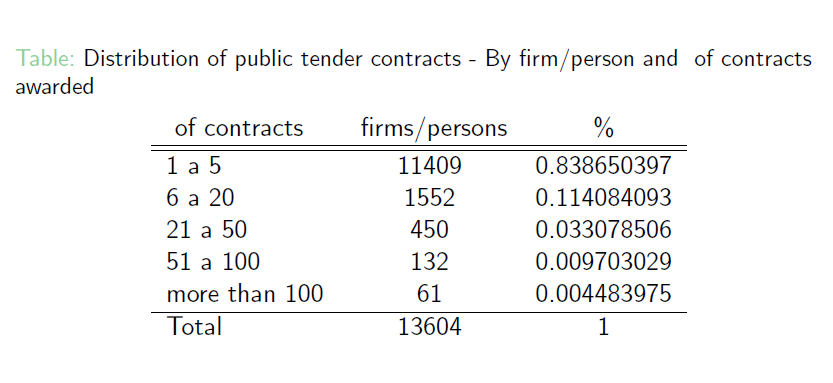 Table: Distribution of public tender contracts - By firm/person and of contracts
awarded
of contracts firms/persons %
1 a 5 11409 0.838650397
6 a 20 1552 0.114084093
21 a 50 450 0.033078506
51 a 100 132 0.009703029
more than 100 61 0.004483975
Total 13604 1